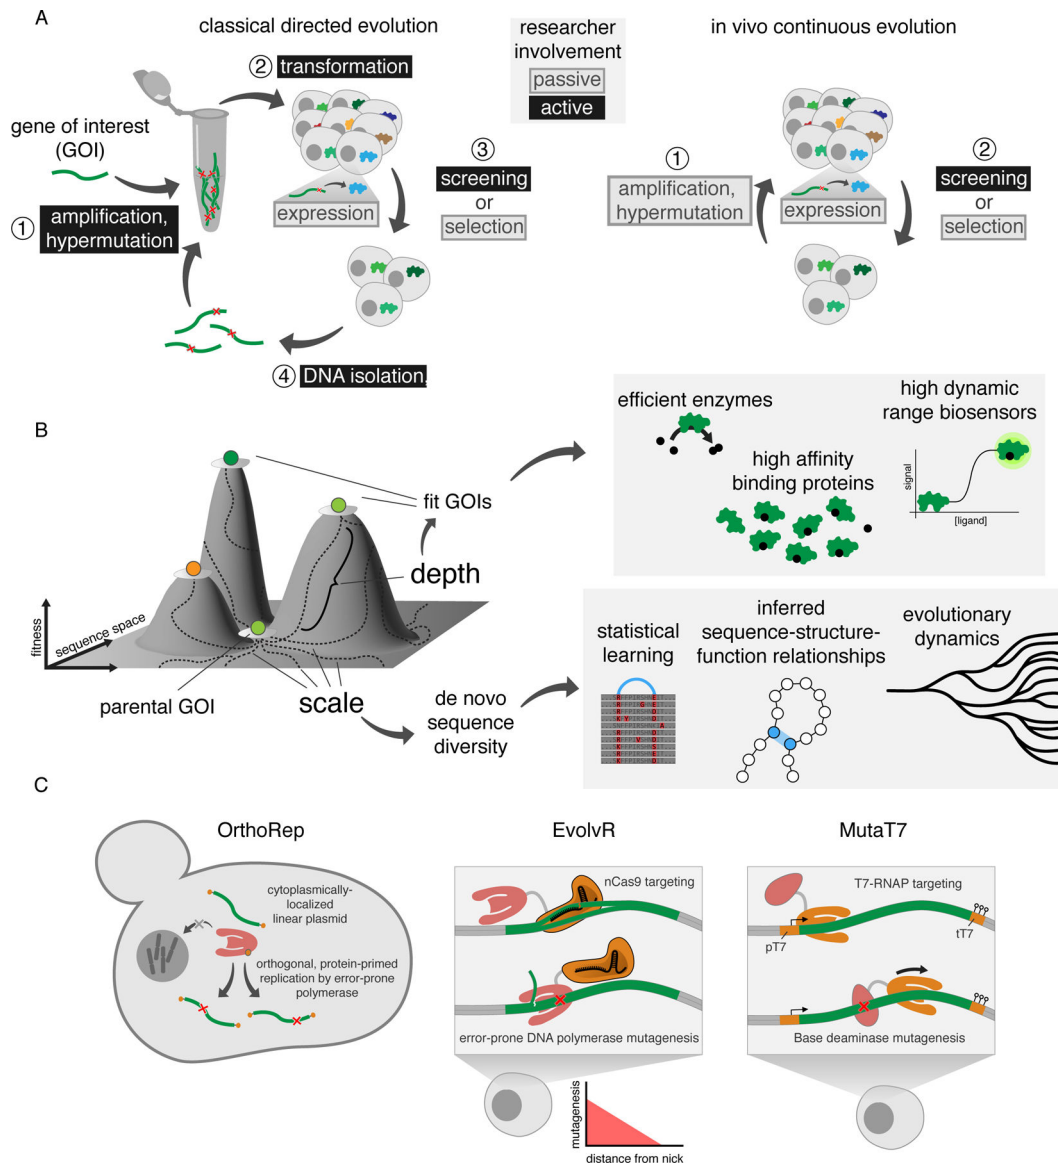 A
classical directed evolution
researcher
involvement
passive
active
in vivo continuous evolution
② transformation
gene of interest
(GOI)
① amplification,
hypermutation
expression
③
screening
or
selection
④ DNA isolation,
①
amplification,
hypermutation
expression
②
screening
or
selection
B
fitness
sequence space
fit GOIs
depth
parental GOI
scale
de novo
sequence
diversity
efficient enzymes
high affinity
binding proteins
high dynamic
range biosensors
signal
[ligand]
statistical
learning
inferred
sequence-structure-
function relationships
evolutionary
dynamics
C
OrthoRep
cytoplasmically-
localized
linear plasmid
orthogonal, protein-primed
replication by error-prone
polymerase
EvolvR
nCas9 targeting
error-prone DNA polymerase mutagenesis
mutagenesis
distance from nick
MutaT7
T7-RNAP targeting
pT7
tT7
Base deaminase mutagenesis